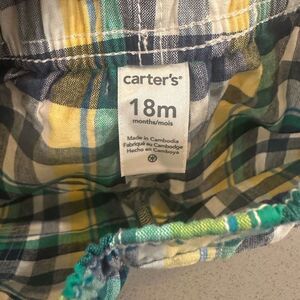 carter's®
18m
months/mois
Made in Cambodia
Fabriqué au Cambodge
Hecho en Camboya